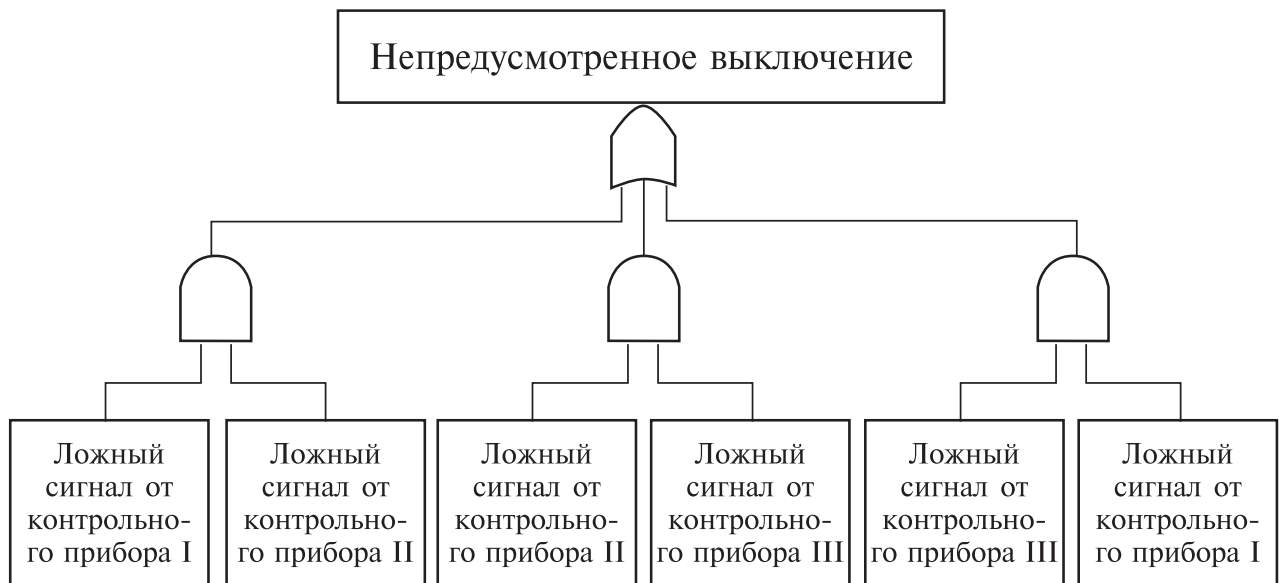 Непредусмотренное выключение
Ложный
сигнал от
контрольно-
го прибора I
Ложный
сигнал от
контрольно-
го прибора II
Ложный
сигнал от
контрольно-
го прибора II
Ложный
сигнал от
контрольно-
го прибора III
Ложный
сигнал от
контрольно-
го прибора III
Ложный
сигнал от
контрольно-
го прибора I